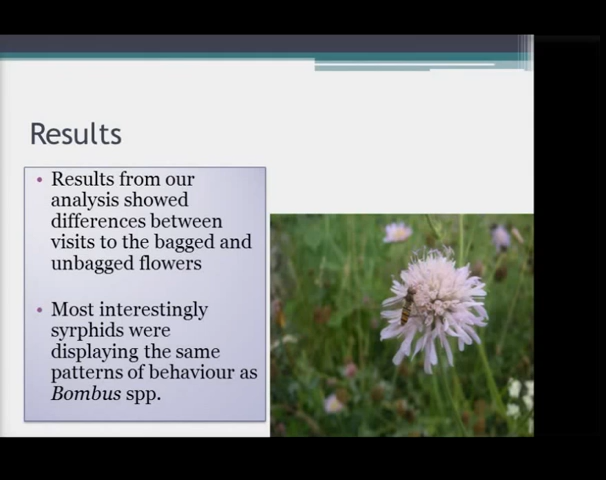 Results
• Results from our
analysis showed
differences between
visits to the bagged and
unbagged flowers
• Most interestingly
syrphids were
displaying the same
patterns of behaviour as
Bombus spp.